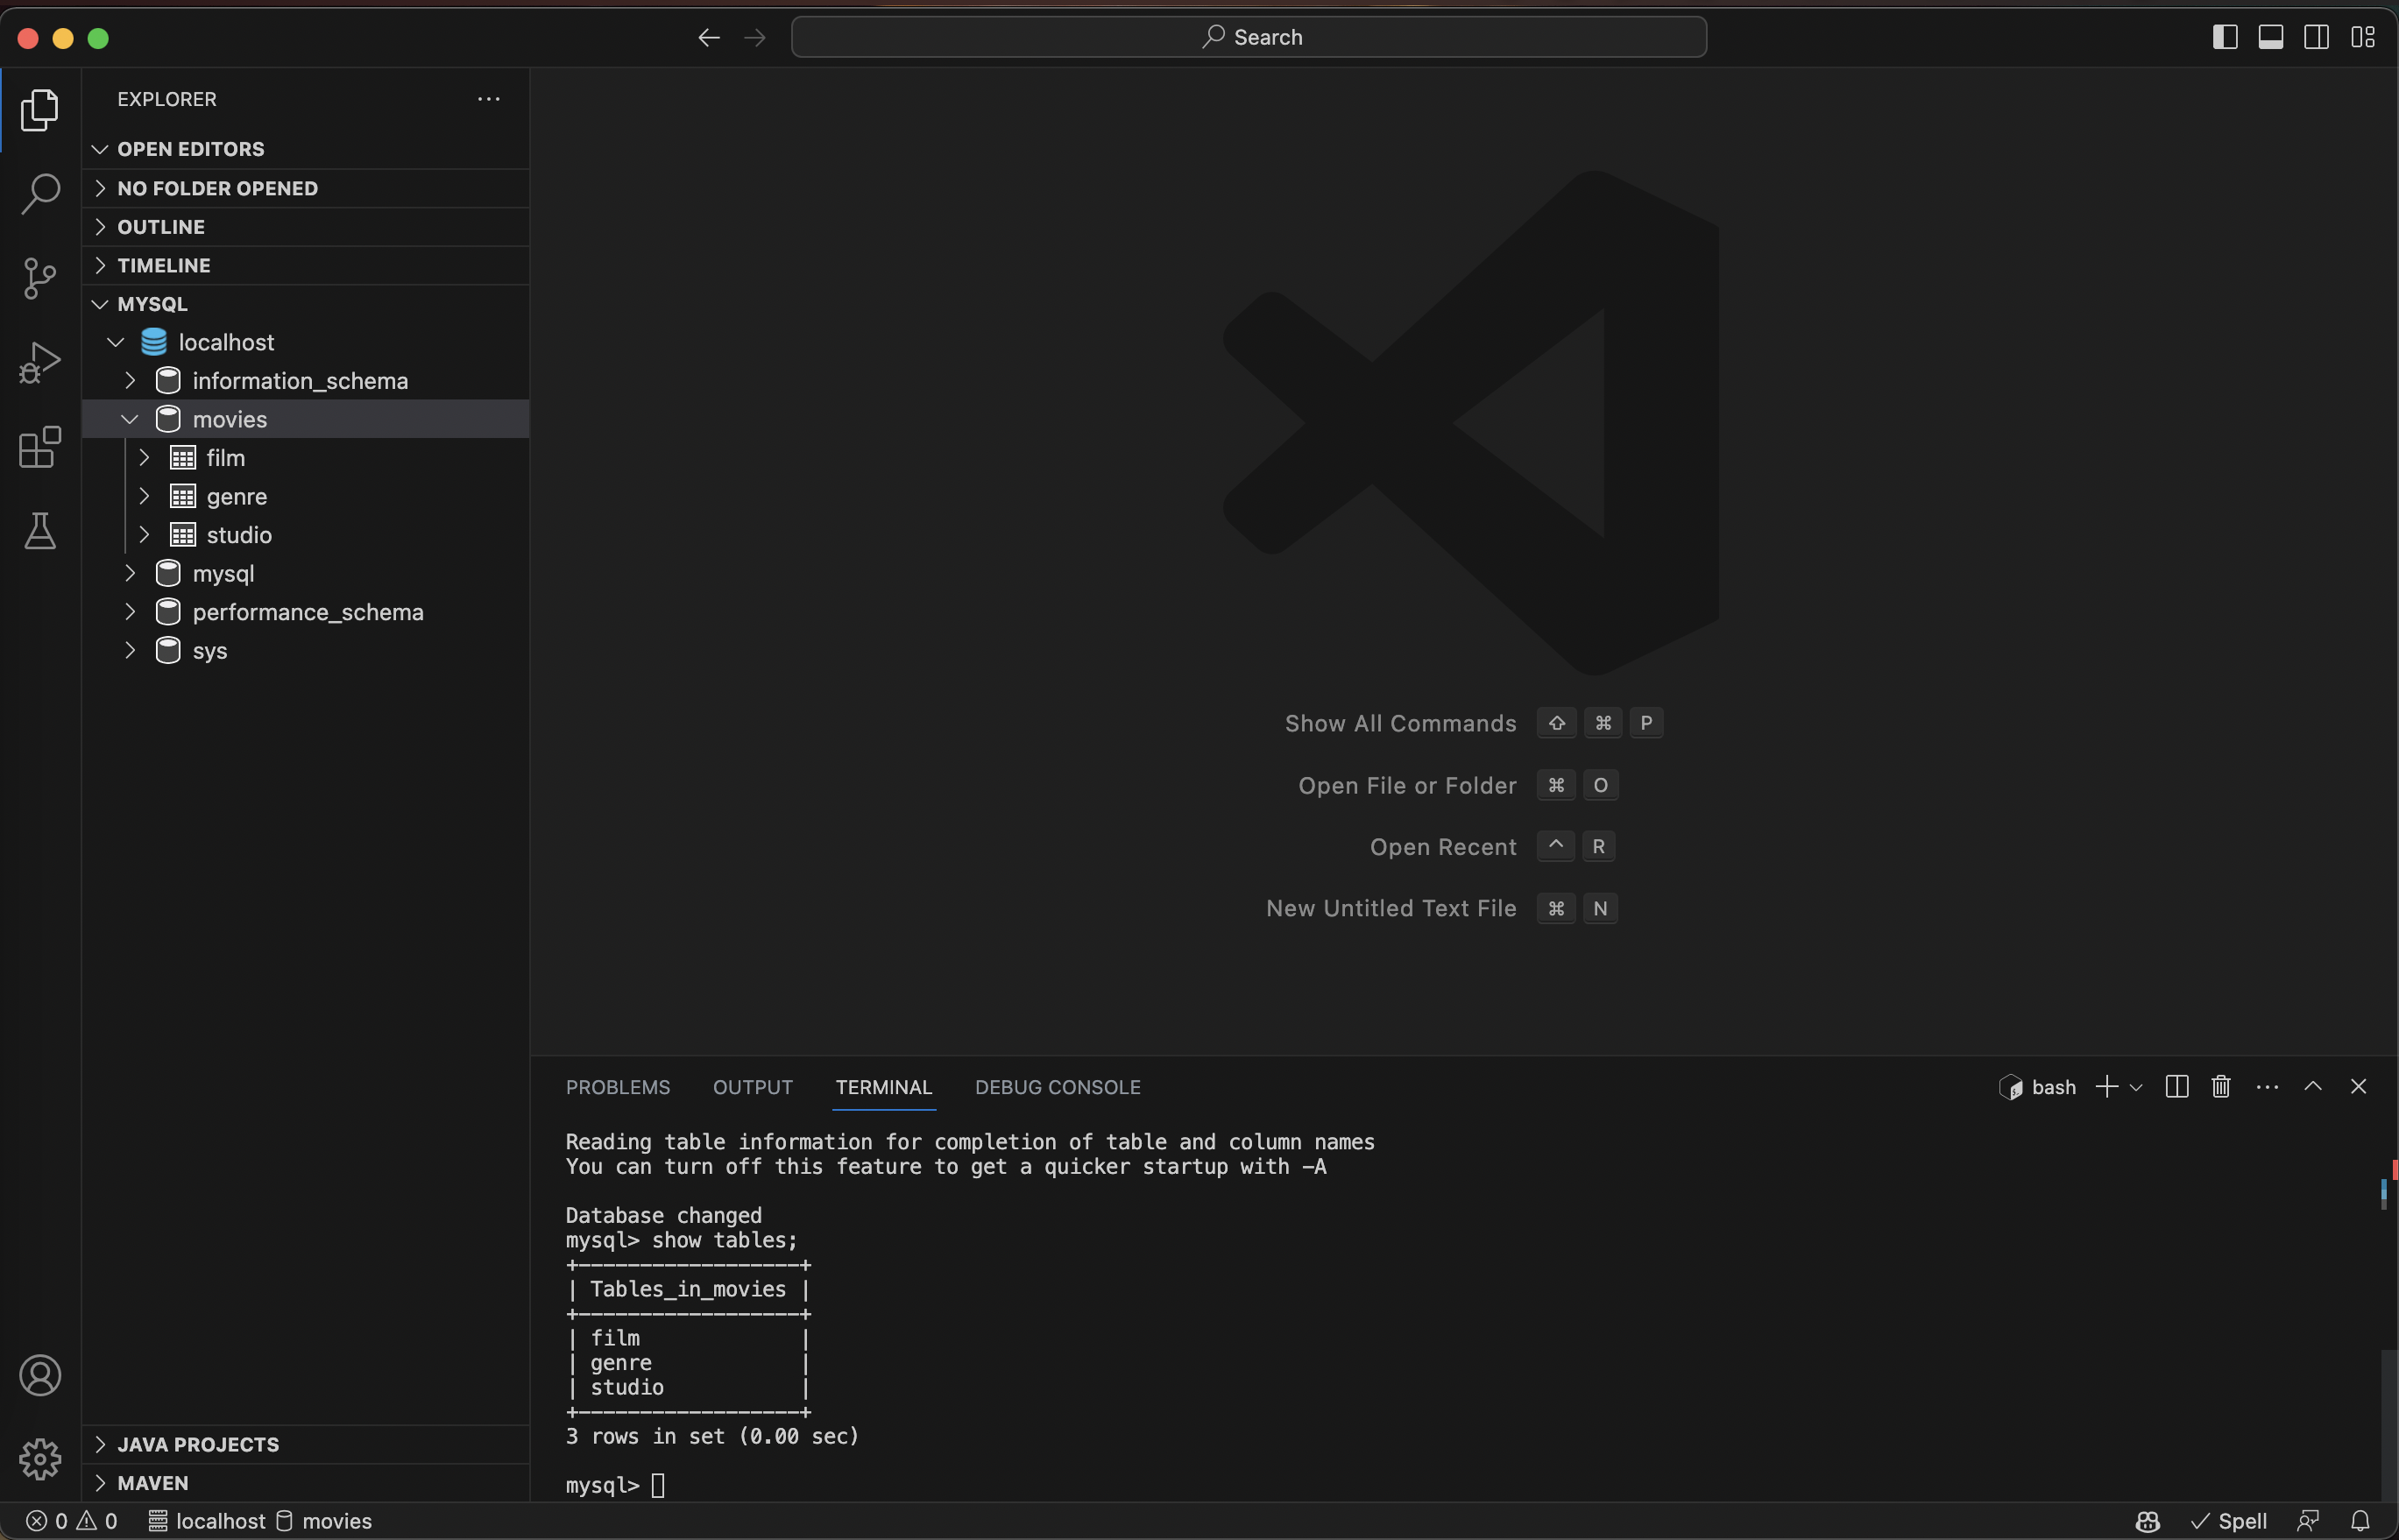 Search
EXPLORER
OPEN EDITORS
NO FOLDER OPENED
OUTLINE
TIMELINE
MYSQL
localhost
information_schema
movies
film
genre
studio
mysql
performance_schema
sys
JAVA PROJECTS
MAVEN
Show All Commands ⇧ ⌘ P
Open File or Folder ⌘ O
Open Recent ^ R
New Untitled Text File ⌘ N
PROBLEMS OUTPUT TERMINAL DEBUG CONSOLE bash
Reading table information for completion of table and column names
You can turn off this feature to get a quicker startup with -A
Database changed
mysql> show tables;
+------------------+
| Tables_in_movies |
+------------------+
| film             |
| genre            |
| studio           |
+------------------+
3 rows in set (0.00 sec)
mysql>
0 0 localhost movies Spell